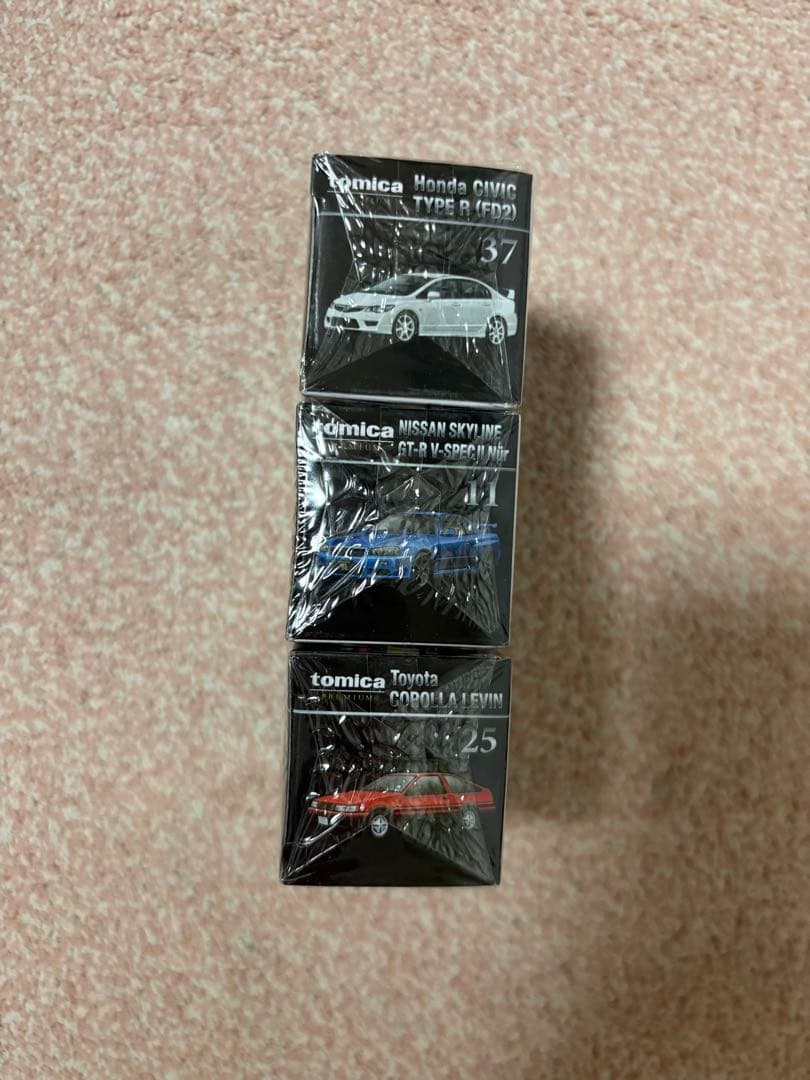 tomica
Honda CIVIC
TYPE R (FD2)
37
tomica
PREMIUM
NISSAN SKYLINE
GT-R V-SPEC II Nür
11
tomica
PREMIUM
Toyota
COROLLA LEVIN
25